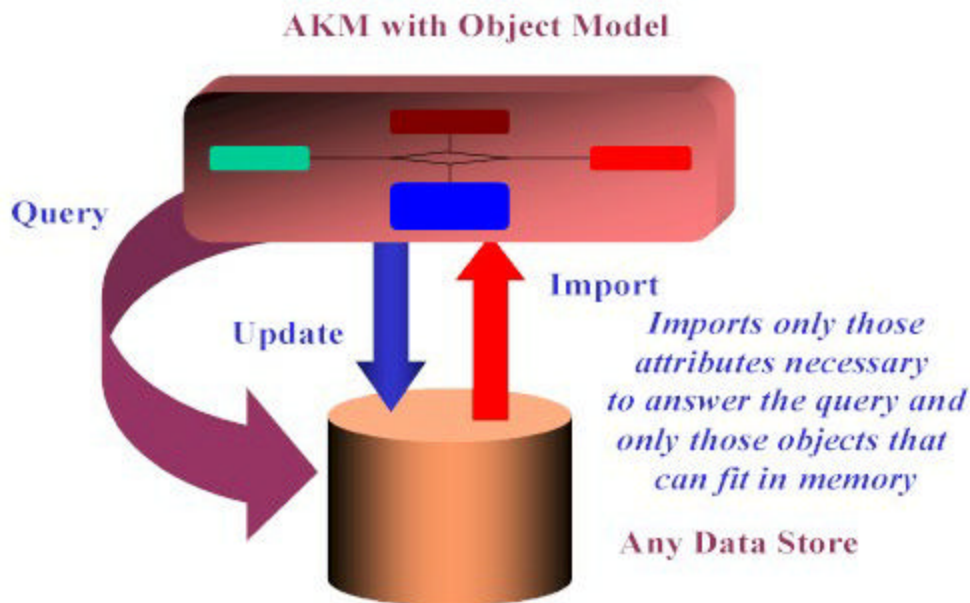 AKM with Object Model
Query
Update
Import
Imports only those
attributes necessary
to answer the query and
only those objects that
can fit in memory
Any Data Store